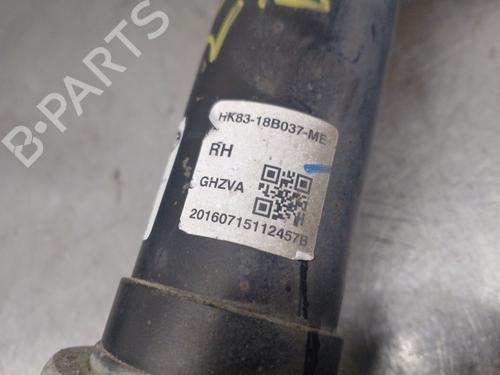 HK83-18B037-ME
RH
GHZVA
H
20160715112457B
B-PARTS